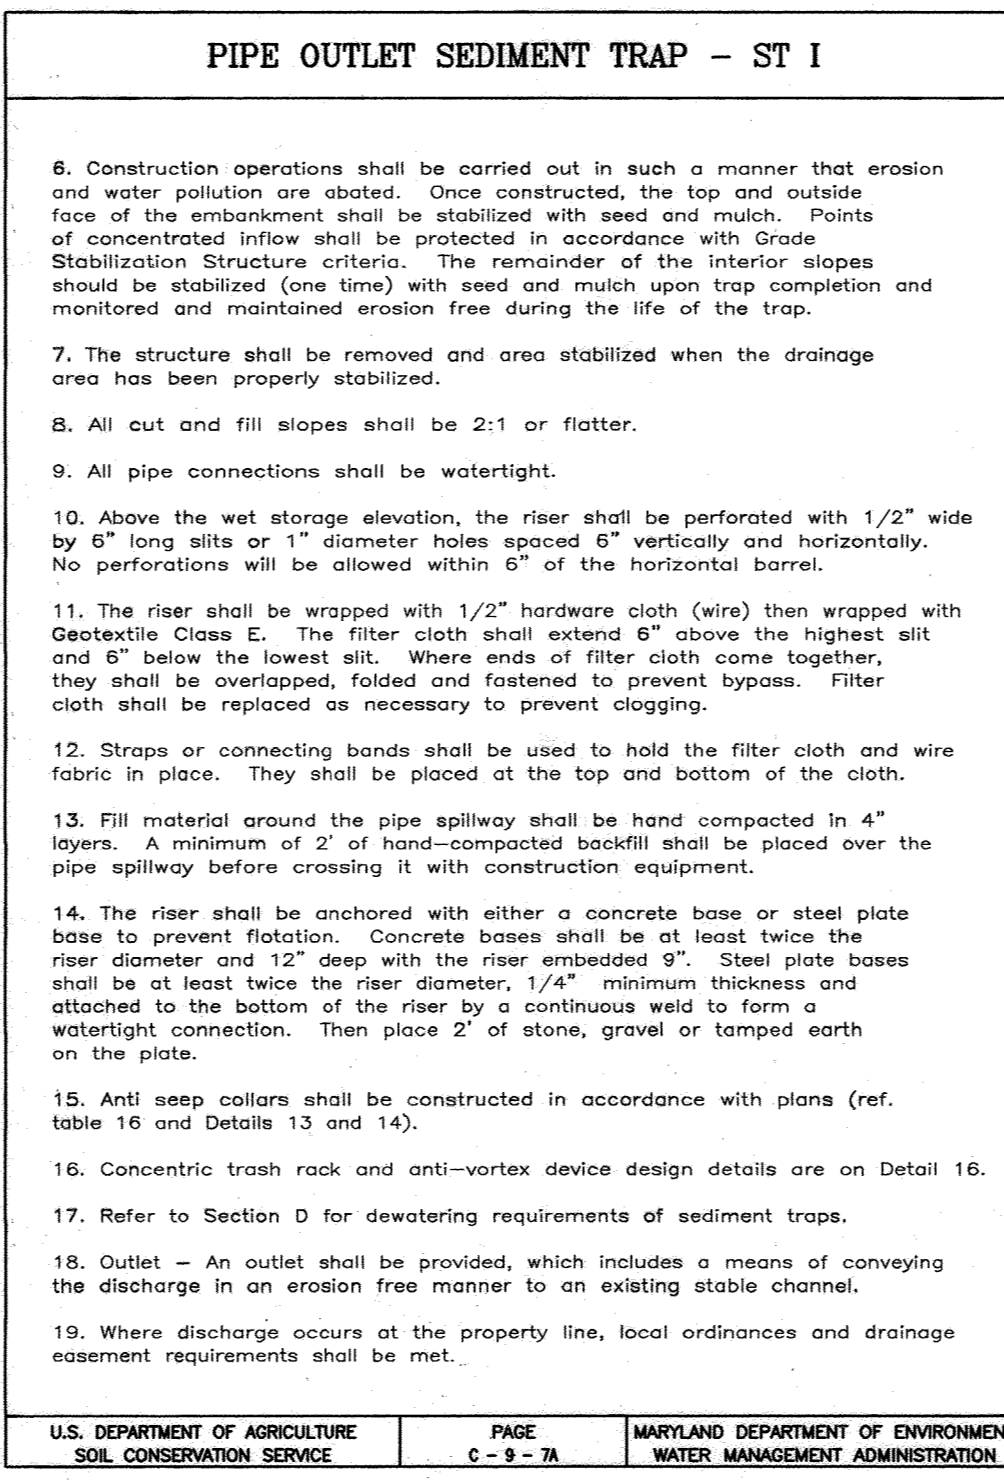 PIPE OUTLET SEDIMENT TRAP – ST I
6. Construction operations shall be carried out in such a manner that erosion
and water pollution are abated. Once constructed, the top and outside
face of the embankment shall be stabilized with seed and mulch. Points
of concentrated inflow shall be protected in accordance with Grade
Stabilization Structure criteria. The remainder of the interior slopes
should be stabilized (one time) with seed and mulch upon trap completion and
monitored and maintained erosion free during the life of the trap.
7. The structure shall be removed and area stabilized when the drainage
area has been properly stabilized.
8. All cut and fill slopes shall be 2:1 or flatter.
9. All pipe connections shall be watertight.
10. Above the wet storage elevation, the riser shall be perforated with 1/2" wide
by 6" long slits or 1" diameter holes spaced 6" vertically and horizontally.
No perforations will be allowed within 6" of the horizontal barrel.
11. The riser shall be wrapped with 1/2" hardware cloth (wire) then wrapped with
Geotextile Class E. The filter cloth shall extend 6" above the highest slit
and 6" below the lowest slit. Where ends of filter cloth come together,
they shall be overlapped, folded and fastened to prevent bypass. Filter
cloth shall be replaced as necessary to prevent clogging.
12. Straps or connecting bands shall be used to hold the filter cloth and wire
fabric in place. They shall be placed at the top and bottom of the cloth.
13. Fill material around the pipe spillway shall be hand compacted in 4"
layers. A minimum of 2' of hand–compacted backfill shall be placed over the
pipe spillway before crossing it with construction equipment.
14. The riser shall be anchored with either a concrete base or steel plate
base to prevent flotation. Concrete bases shall be at least twice the
riser diameter and 12" deep with the riser embedded 9". Steel plate bases
shall be at least twice the riser diameter, 1/4" minimum thickness and
attached to the bottom of the riser by a continuous weld to form a
watertight connection. Then place 2' of stone, gravel or tamped earth
on the plate.
15. Anti seep collars shall be constructed in accordance with plans (ref.
table 16 and Details 13 and 14).
16. Concentric trash rack and anti–vortex device design details are on Detail 16.
17. Refer to Section D for dewatering requirements of sediment traps.
18. Outlet – An outlet shall be provided, which includes a means of conveying
the discharge in an erosion free manner to an existing stable channel.
19. Where discharge occurs at the property line, local ordinances and drainage
easement requirements shall be met.
U.S. DEPARTMENT OF AGRICULTURE
SOIL CONSERVATION SERVICE
PAGE
C – 9 – 7A
MARYLAND DEPARTMENT OF ENVIRONMEN
WATER MANAGEMENT ADMINISTRATION